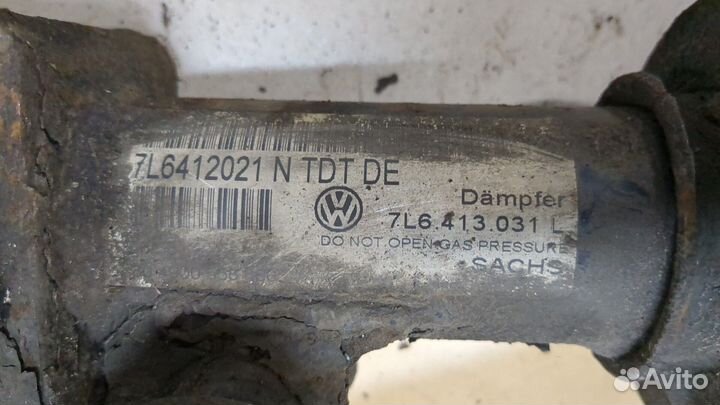 7L6412021 N TDT DE
Dämpfer
7L6.413.031 L
DO NOT OPEN GAS PRESSURE
SACHS
Avito